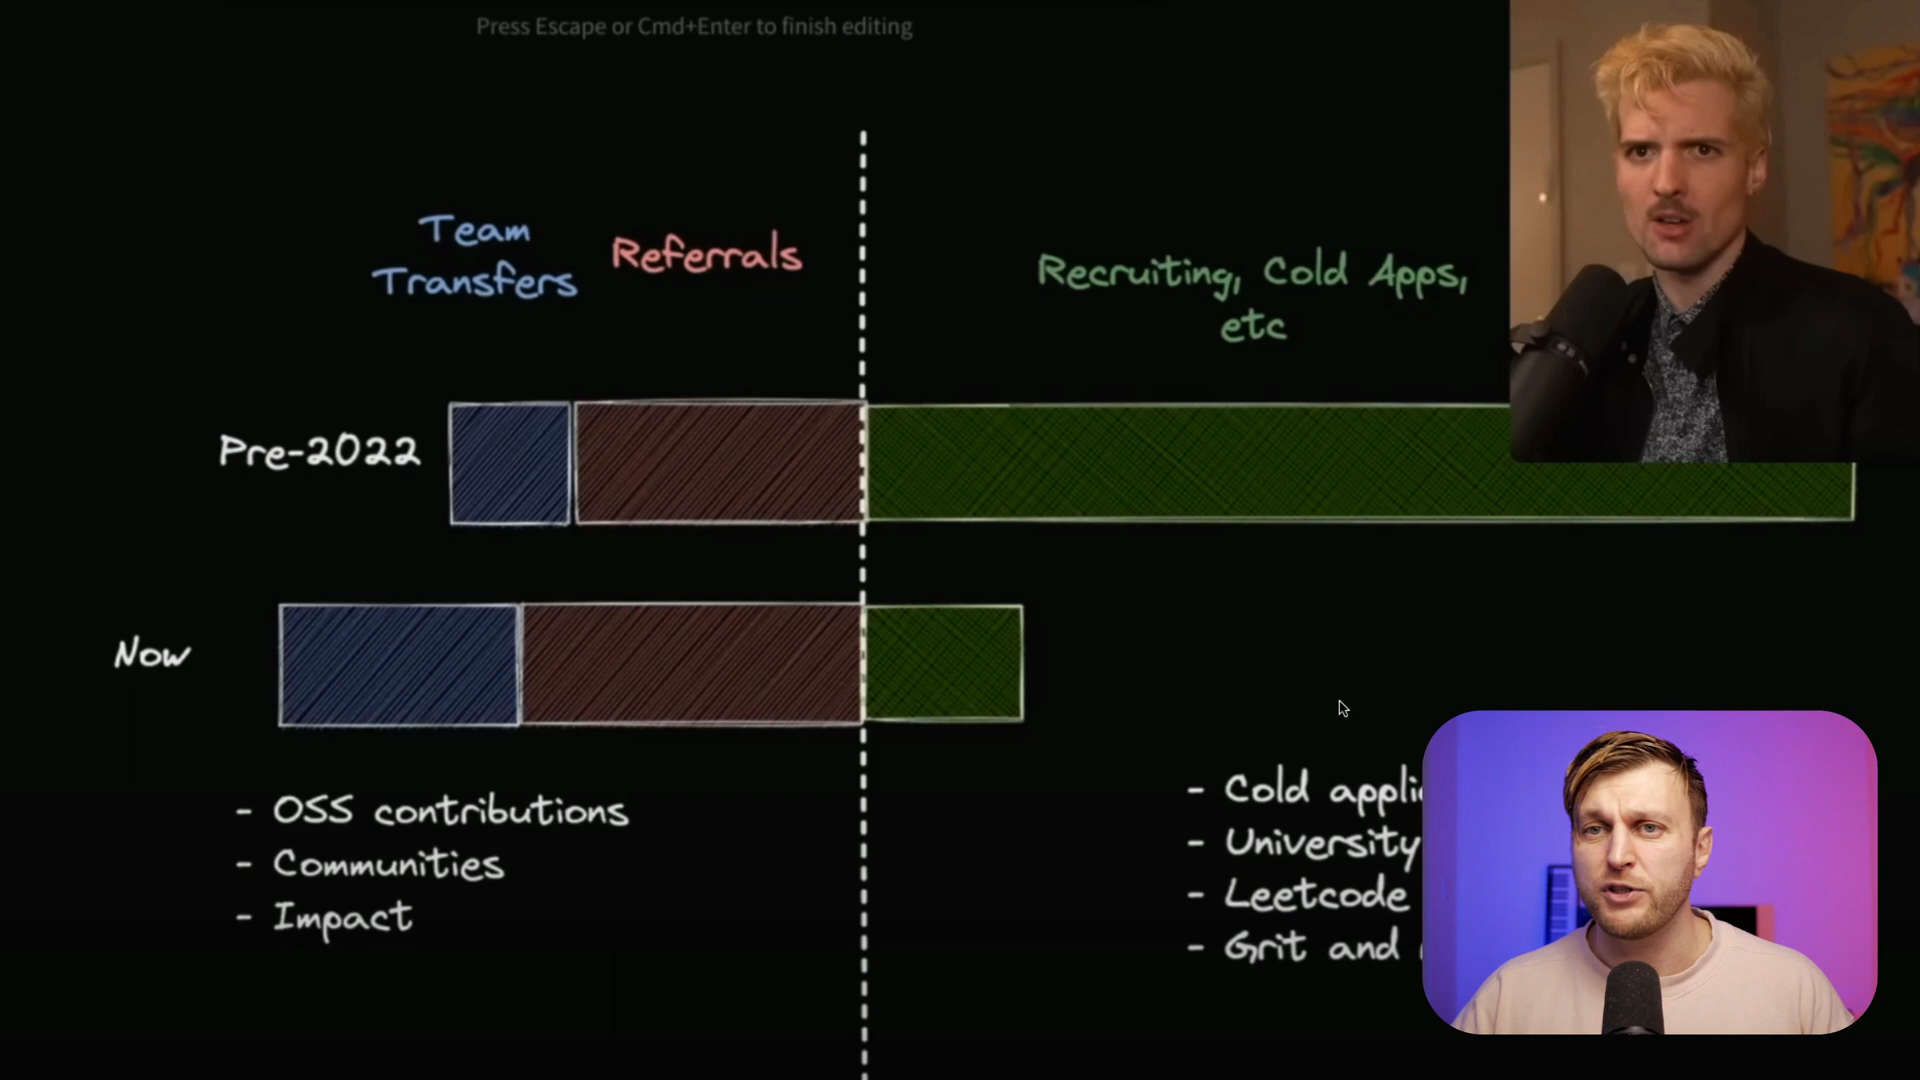 Press Escape or Cmd+Enter to finish editing
Team
Transfers
Referrals
Recruiting, Cold Apps,
etc
Pre-2022
Now
- OSS contributions
- Communities
- Impact
- Cold
- University
- Leetcode
- Grit and